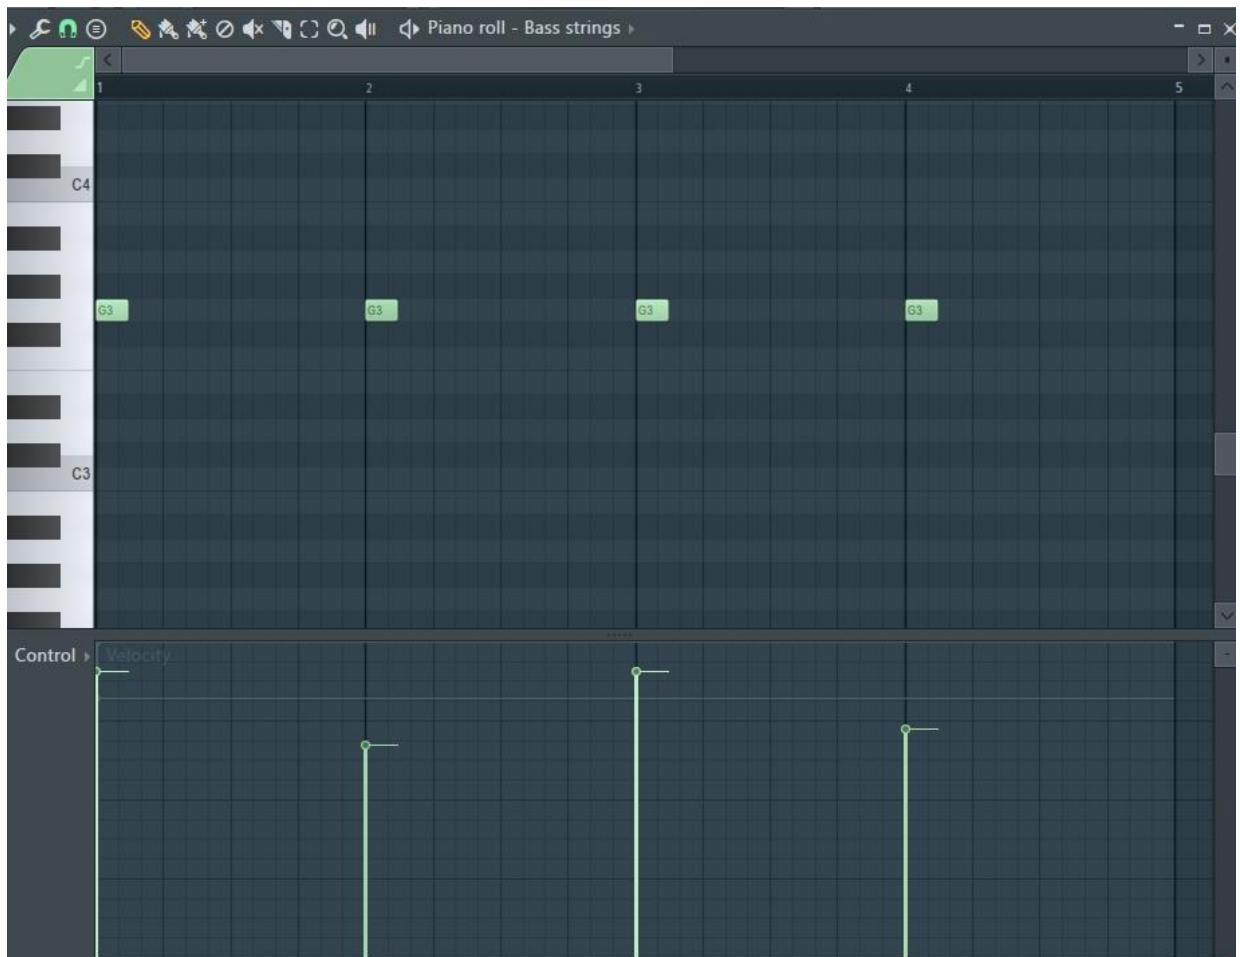 Piano roll - Bass strings
1 2 3 4 5
C4
G3 G3 G3 G3
C3
Control Velocity